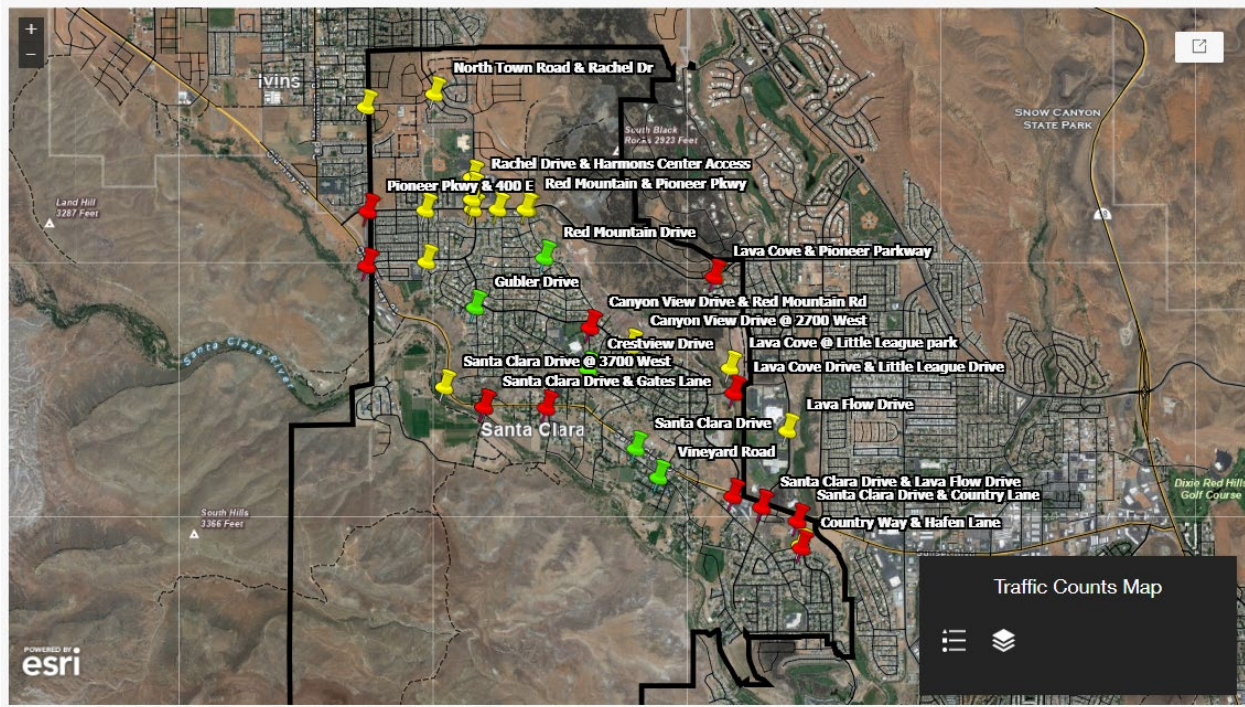 +
−
North Town Road & Rachel Dr
Ivins
SNOW CANYON
STATE PARK
South Black
Rocks 2923 Feet
Rachel Drive & Harmons Center Access
Pioneer Pkwy & 400 E
Red Mountain & Pioneer Pkwy
Land Hill
3287 Feet
Red Mountain Drive
Lava Cove & Pioneer Parkway
Gubler Drive
Canyon View Drive & Red Mountain Rd
Canyon View Drive @ 2700 West
Crestview Drive
Lava Cove @ Little League park
Santa Clara River
Santa Clara Drive @ 3700 West
Lava Cove Drive & Little League Drive
Santa Clara Drive & Gates Lane
Lava Flow Drive
Santa Clara
Santa Clara Drive
Vineyard Road
Santa Clara Drive & Lava Flow Drive
Dixie Red Hills
Golf Course
Santa Clara Drive & Country Lane
South Hills
3366 Feet
Country Way & Hafen Lane
Traffic Counts Map
POWERED BY
esri